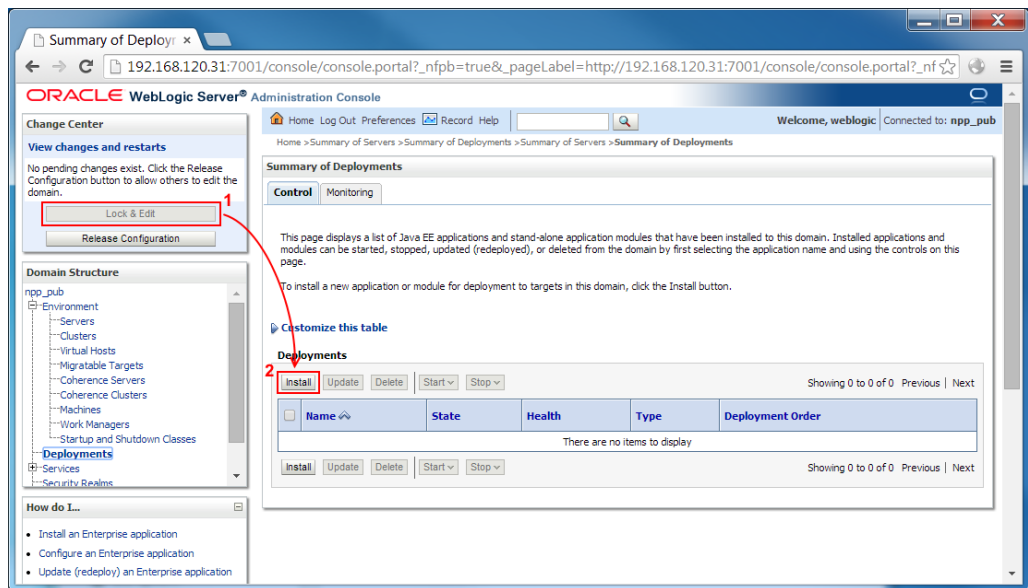 Summary of Deployr ×
192.168.120.31:7001/console/console.portal?_nfpb=true&_pageLabel=http://192.168.120.31:7001/console/console.portal?_nf
ORACLE WebLogic Server® Administration Console
Change Center
View changes and restarts
No pending changes exist. Click the Release
Configuration button to allow others to edit the
domain.
1
Lock & Edit
Release Configuration
Domain Structure
npp_pub
Environment
Servers
Clusters
Virtual Hosts
Migratable Targets
Coherence Servers
Coherence Clusters
Machines
Work Managers
Startup and Shutdown Classes
Deployments
Services
Security Realms
How do I...
Install an Enterprise application
Configure an Enterprise application
Update (redeploy) an Enterprise application
Home Log Out Preferences Record Help
Welcome, weblogic Connected to: npp_pub
Home >Summary of Servers >Summary of Deployments >Summary of Servers >Summary of Deployments
Summary of Deployments
Control Monitoring
This page displays a list of Java EE applications and stand-alone application modules that have been installed to this domain. Installed applications and
modules can be started, stopped, updated (redeployed), or deleted from the domain by first selecting the application name and using the controls on this
page.
To install a new application or module for deployment to targets in this domain, click the Install button.
Customize this table
Deployments
2
Install Update Delete Start Stop Showing 0 to 0 of 0 Previous | Next
Name State Health Type Deployment Order
There are no items to display
Install Update Delete Start Stop Showing 0 to 0 of 0 Previous | Next